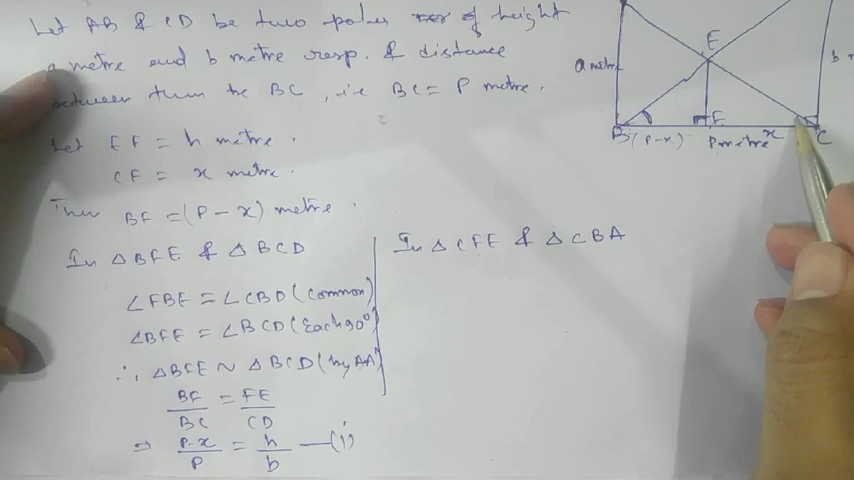 Let AB & CD be two poles of height
a metre and b metre resp. & distance
between them be BC , i.e BC = P metre .
Let EF = h metre .
CF = x metre .
Then BF = (P - x) metre .
In △BFE & △BCD
∠FBE = ∠CBD (Common)
∠BFE = ∠BCD (Each 90°)
∴ △BFE ~ △BCD (by AA)
BF/BC = FE/CD
⇒ P-x/P = h/b —(i)
In △CFE & △CBA
E
a metre
b m
F
B (P-x) P metre x C